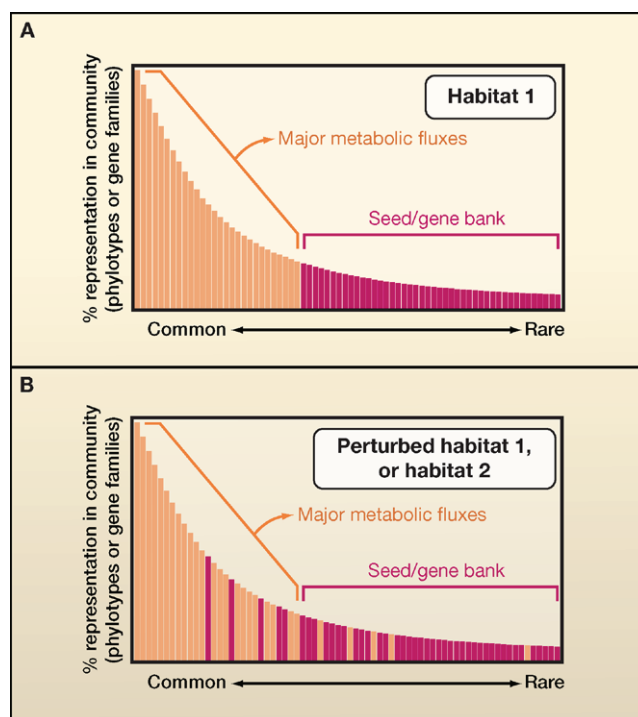 A
% representation in community
(phylotypes or gene families)
Habitat 1
Major metabolic fluxes
Seed/gene bank
Common
Rare
B
% representation in community
(phylotypes or gene families)
Perturbed habitat 1,
or habitat 2
Major metabolic fluxes
Seed/gene bank
Common
Rare